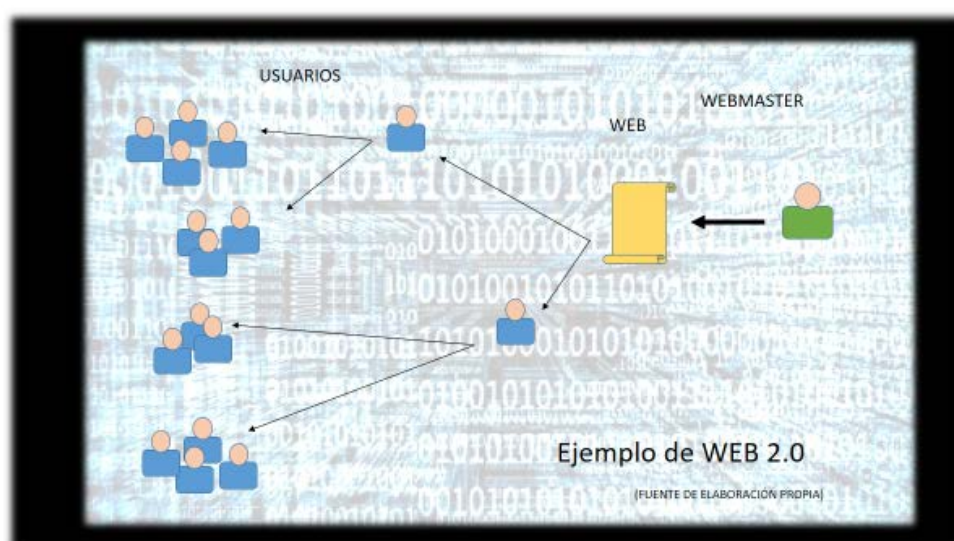 USUARIOS
WEBMASTER
WEB
Ejemplo de WEB 2.0
(FUENTE DE ELABORACIÓN PROPIA)